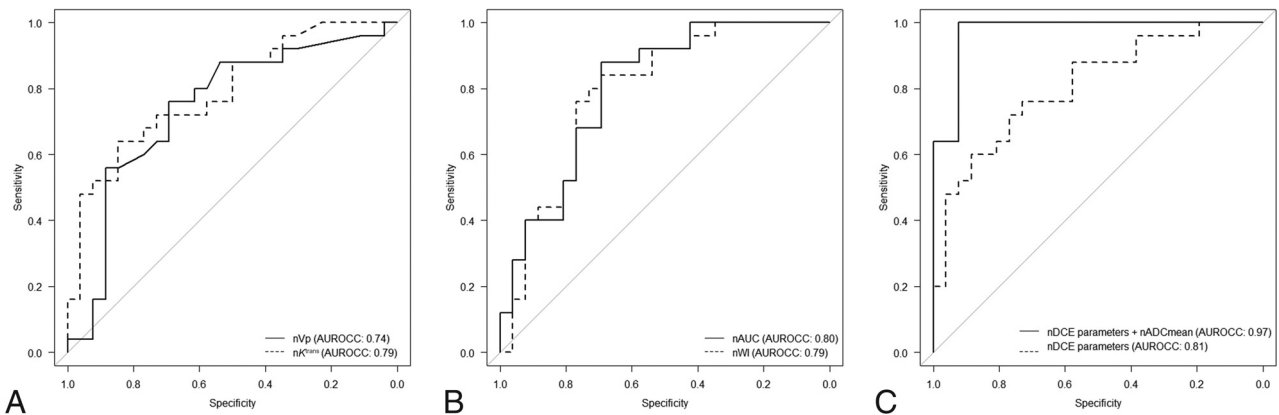 1.0
0.8
0.6
0.4
0.2
0.0
Sensitivity
nVp (AUROCC: 0.74)
nKtrans (AUROCC: 0.79)
1.0 0.8 0.6 0.4 0.2 0.0
Specificity
A
1.0
0.8
0.6
0.4
0.2
0.0
Sensitivity
nAUC (AUROCC: 0.80)
nWI (AUROCC: 0.79)
1.0 0.8 0.6 0.4 0.2 0.0
Specificity
B
1.0
0.8
0.6
0.4
0.2
0.0
Sensitivity
nDCE parameters + nADCmean (AUROCC: 0.97)
nDCE parameters (AUROCC: 0.81)
1.0 0.8 0.6 0.4 0.2 0.0
Specificity
C